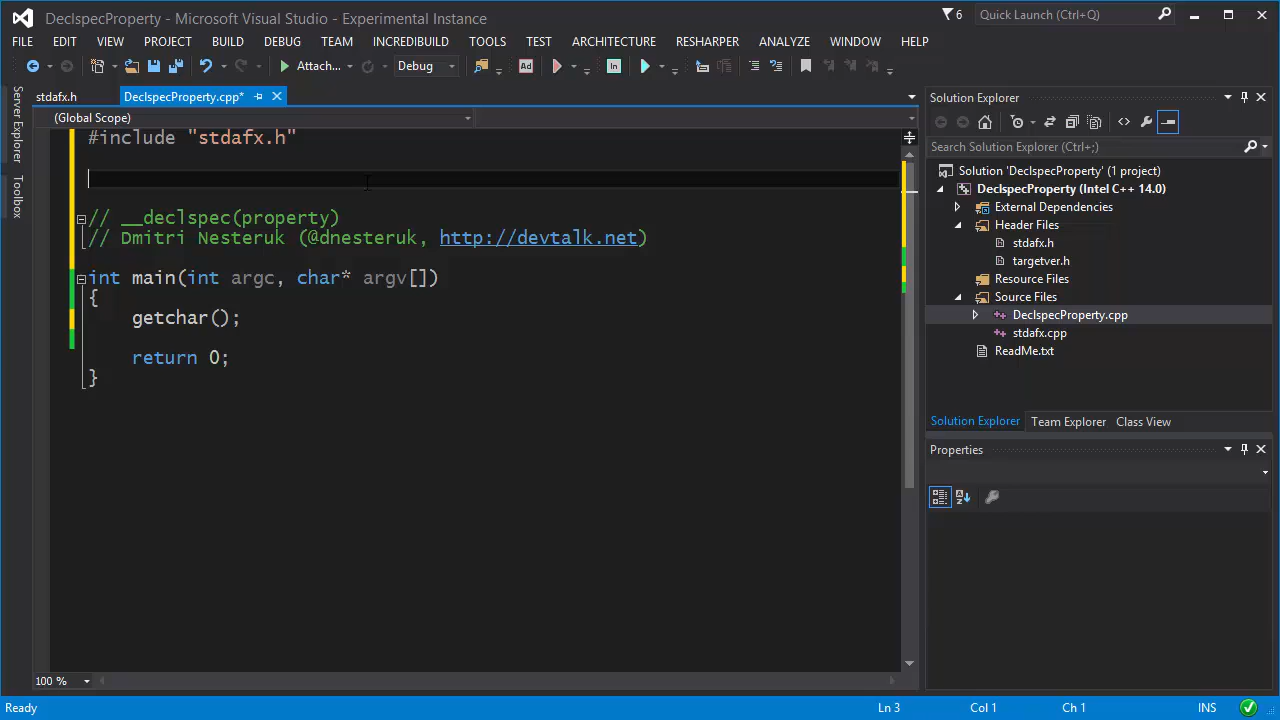 DeclspecProperty - Microsoft Visual Studio - Experimental Instance
6
Quick Launch (Ctrl+Q)
FILE EDIT VIEW PROJECT BUILD DEBUG TEAM INCREDIBUILD TOOLS TEST ARCHITECTURE RESHARPER ANALYZE WINDOW HELP
Attach... Debug Ad In
Server Explorer
Toolbox
stdafx.h DeclspecProperty.cpp*
(Global Scope)
#include "stdafx.h"
// __declspec(property)
// Dmitri Nesteruk (@dnesteruk, http://devtalk.net)
int main(int argc, char* argv[])
{
getchar();
return 0;
}
100 %
Solution Explorer
Search Solution Explorer (Ctrl+;)
Solution 'DeclspecProperty' (1 project)
DeclspecProperty (Intel C++ 14.0)
External Dependencies
Header Files
stdafx.h
targetver.h
Resource Files
Source Files
DeclspecProperty.cpp
stdafx.cpp
ReadMe.txt
Solution Explorer Team Explorer Class View
Properties
Ready Ln 3 Col 1 Ch 1 INS